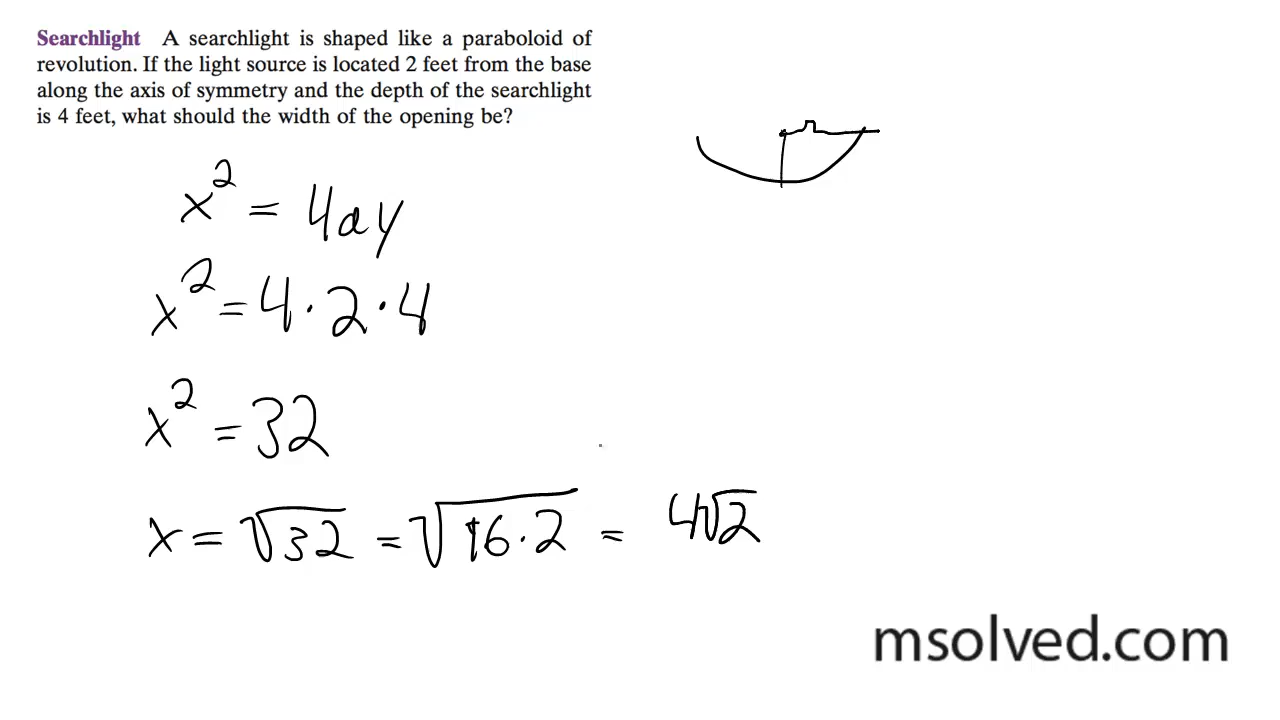 Searchlight A searchlight is shaped like a paraboloid of
revolution. If the light source is located 2 feet from the base
along the axis of symmetry and the depth of the searchlight
is 4 feet, what should the width of the opening be?
x² = 4ay
x² = 4·2·4
x² = 32
x = √32 = √16·2 = 4√2
msolved.com